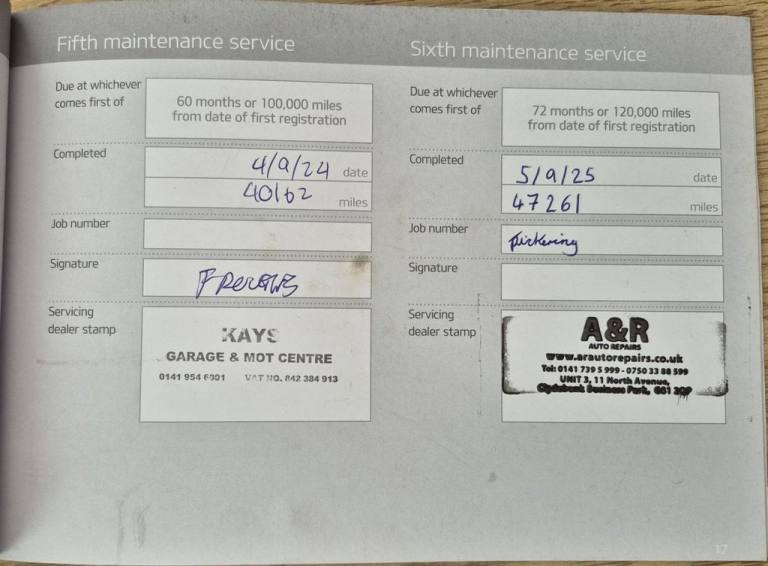 Fifth maintenance service
Due at whichever
comes first of
60 months or 100,000 miles
from date of first registration
Completed
4/9/24 date
40162 miles
Job number
Signature
Servicing
dealer stamp
KAYS
GARAGE & MOT CENTRE
0141 954 6001 VAT NO. 842 384 913
Sixth maintenance service
Due at whichever
comes first of
72 months or 120,000 miles
from date of first registration
Completed
5/9/25 date
47261 miles
Job number
Pickering
Signature
Servicing
dealer stamp
A&R
AUTO REPAIRS
www.arautorepairs.co.uk
Tel: 0141 739 5 999 - 0750 33 88 599
UNIT 3, 11 North Avenue,
Clydebank Business Park, G81 2QP
17